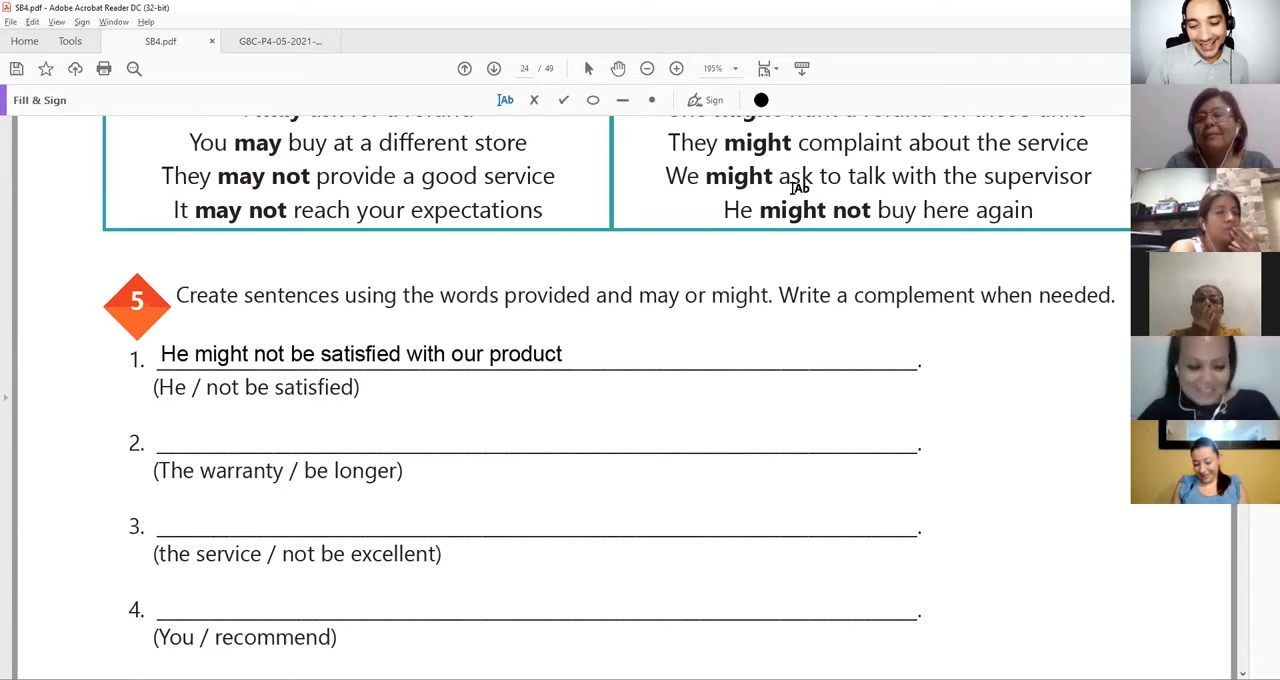 SB4.pdf - Adobe Acrobat Reader DC (32-bit)
File Edit View Sign Window Help
Home Tools SB4.pdf × GBC-P4-05-2021-...
24 / 49 195%
Fill & Sign Ab Sign
You may buy at a different store
They may not provide a good service
It may not reach your expectations
They might complaint about the service
We might ask to talk with the supervisor
Ab
He might not buy here again
5 Create sentences using the words provided and may or might. Write a complement when needed.
1. He might not be satisfied with our product.
(He / not be satisfied)
2. .
(The warranty / be longer)
3. .
(the service / not be excellent)
4. .
(You / recommend)